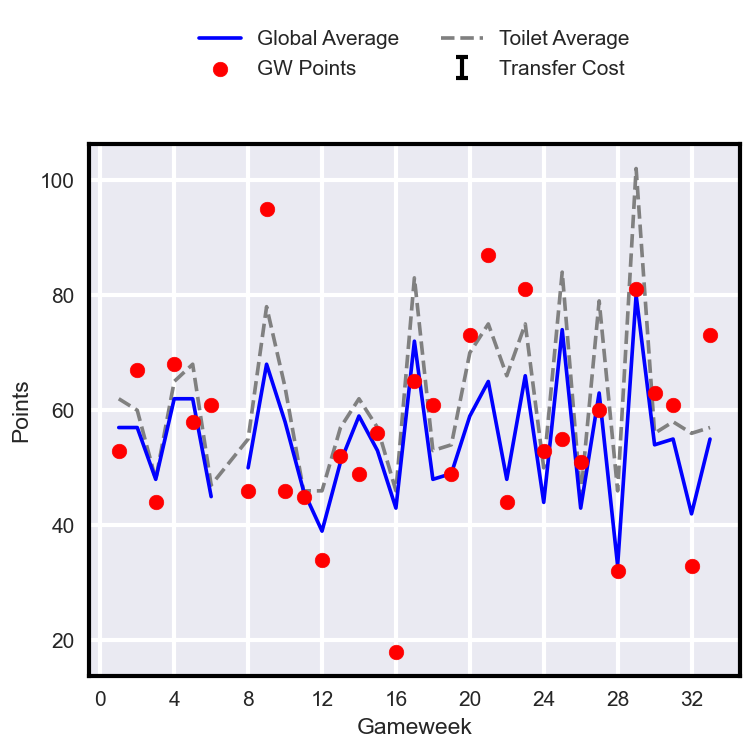 Global Average
Toilet Average
GW Points
Transfer Cost
100
80
60
40
20
Points
0 4 8 12 16 20 24 28 32
Gameweek